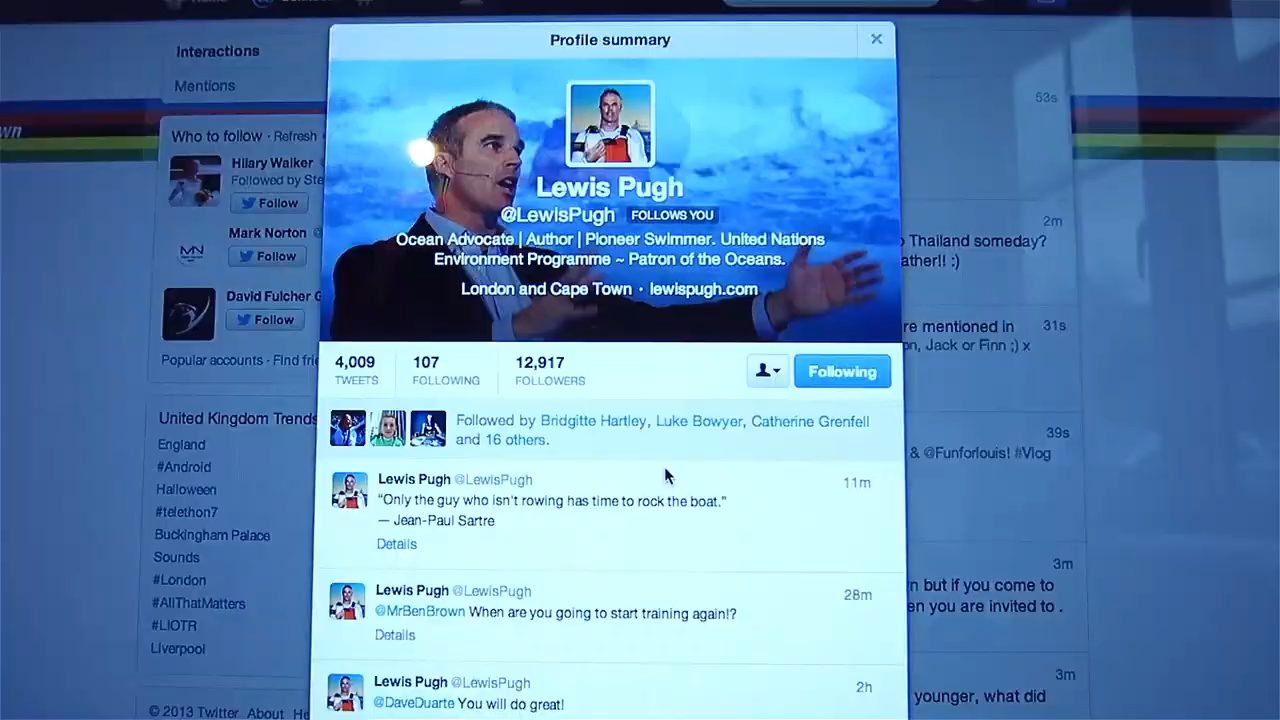 Profile summary
×
Interactions
Mentions
Who to follow · Refresh
Hilary Walker
Followed by Ste
Follow
Mark Norton @
Follow
David Fulcher
Follow
Popular accounts · Find frie
United Kingdom Trends
England
#Android
Halloween
#telethon7
Buckingham Palace
Sounds
#London
#AllThatMatters
#LIOTR
Liverpool
© 2013 Twitter About He
Lewis Pugh
@LewisPugh FOLLOWS YOU
Ocean Advocate | Author | Pioneer Swimmer. United Nations
Environment Programme ~ Patron of the Oceans.
London and Cape Town · lewispugh.com
4,009 107 12,917
TWEETS FOLLOWING FOLLOWERS
Following
Followed by Bridgitte Hartley, Luke Bowyer, Catherine Grenfell
and 16 others.
Lewis Pugh @LewisPugh 11m
"Only the guy who isn't rowing has time to rock the boat."
— Jean-Paul Sartre
Details
Lewis Pugh @LewisPugh 28m
@MrBenBrown When are you going to start training again!?
Details
Lewis Pugh @LewisPugh 2h
@DaveDuarte You will do great!
53s
2m
Thailand someday?
ather!! :)
re mentioned in 31s
on, Jack or Finn ;) x
39s
& @Funforlouis! #Vlog
3m
n but if you come to
en you are invited to .
3m
younger, what did